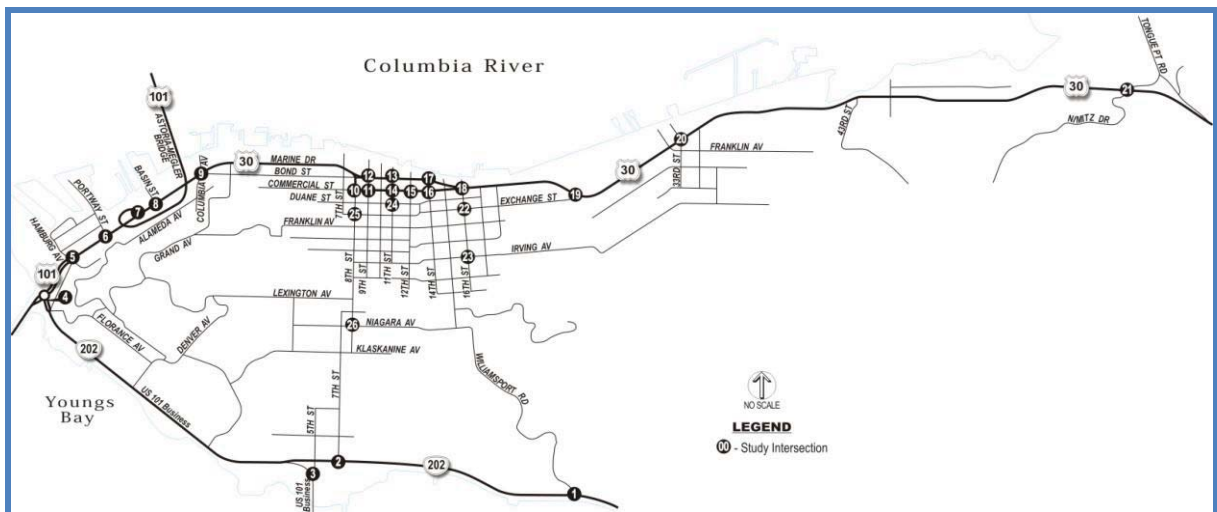 Columbia River
TONGUE PT RD
101
ASTORIA-MEGLER
BRIDGE
30
21
NIMITZ DR
43RD ST
20
FRANKLIN AV
33RD ST
30
MARINE DR
30
BOND ST
COMMERCIAL ST
DUANE ST
FRANKLIN AV
9
COLUMBIA AV
BASIN ST
8
7
PORTWAY ST
6
ALAMEDA AV
GRAND AV
HAMBURG AV
5
101
4
12
13
17
10
11
14
15
16
18
19
EXCHANGE ST
24
22
25
7TH ST
IRVING AV
23
8TH ST
9TH ST
11TH ST
12TH ST
14TH ST
16TH ST
LEXINGTON AV
26
NIAGARA AV
KLASKANINE AV
FLORANCE AV
DENVER AV
WILLIAMSPORT RD
202
US 101 Business
Youngs
Bay
7TH ST
5TH ST
2
3
US 101
Business
202
1
NO SCALE
LEGEND
00 - Study Intersection